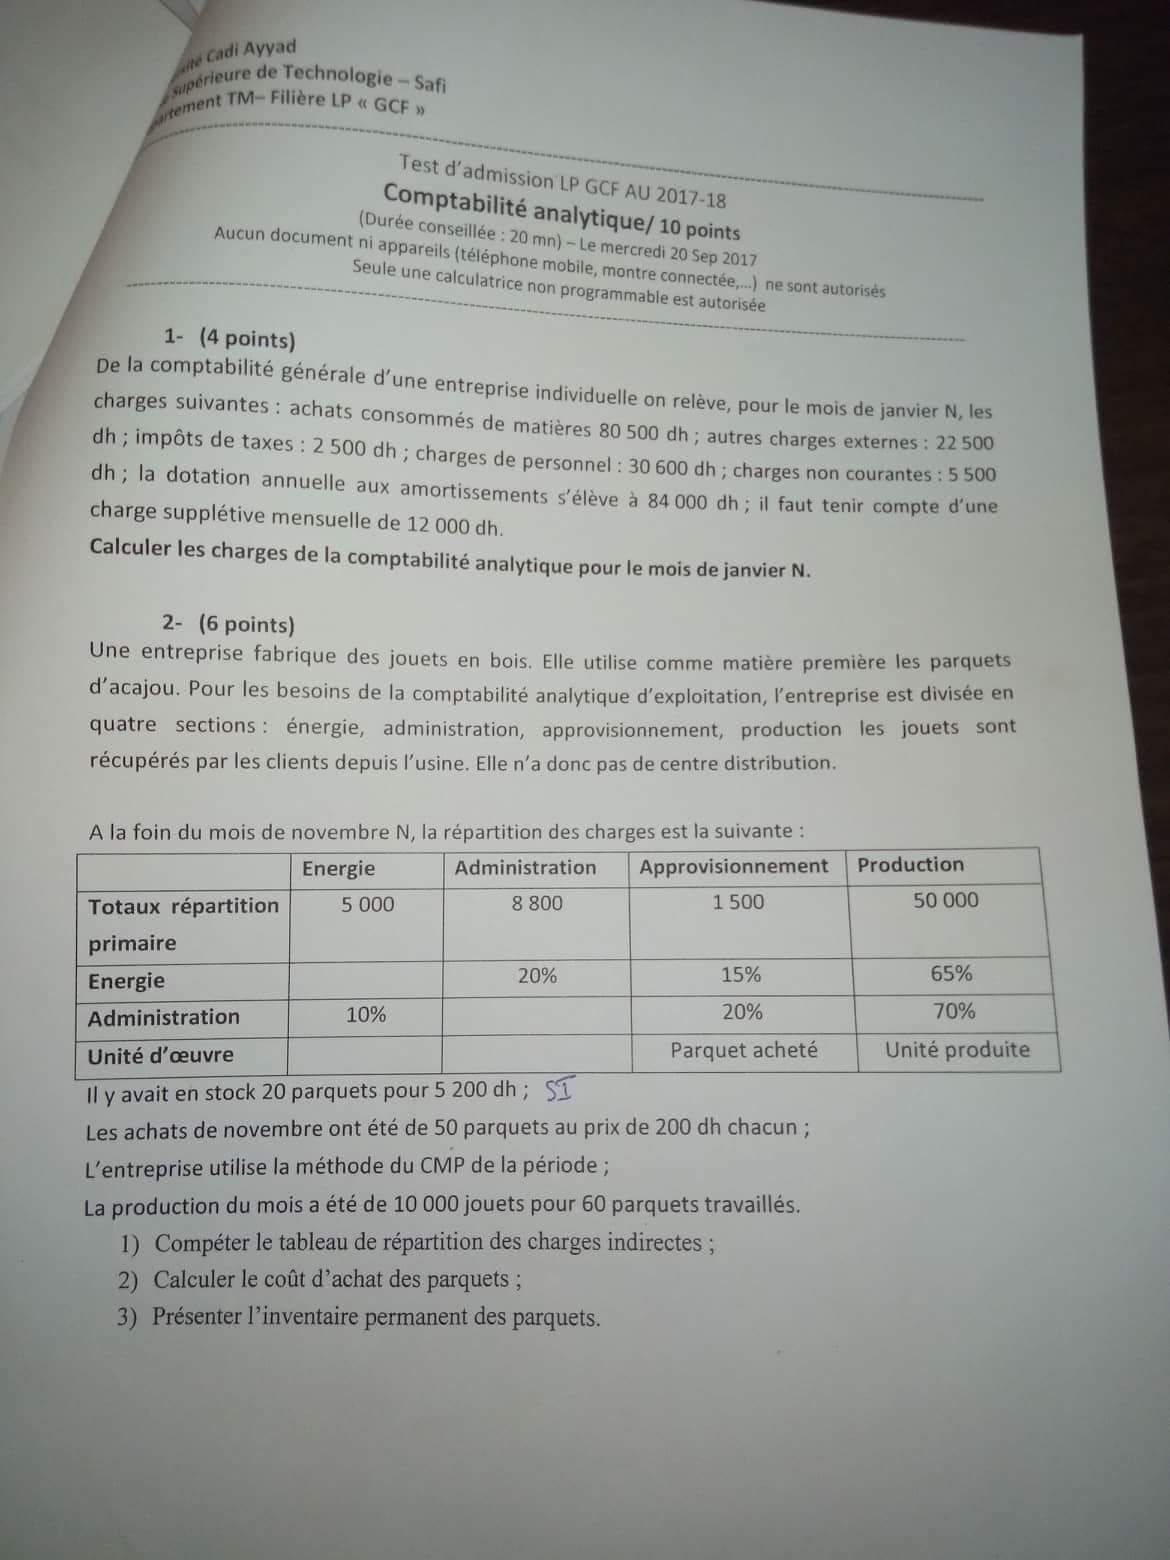 Cadi Ayyad
supérieure de Technologie – Safi
artement TM– Filière LP « GCF »
Test d'admission LP GCF AU 2017-18
Comptabilité analytique/ 10 points
(Durée conseillée : 20 mn) – Le mercredi 20 Sep 2017
Aucun document ni appareils (téléphone mobile, montre connectée,...) ne sont autorisés
Seule une calculatrice non programmable est autorisée
1- (4 points)
De la comptabilité générale d'une entreprise individuelle on relève, pour le mois de janvier N, les
charges suivantes : achats consommés de matières 80 500 dh ; autres charges externes : 22 500
dh ; impôts de taxes : 2 500 dh ; charges de personnel : 30 600 dh ; charges non courantes : 5 500
dh ; la dotation annuelle aux amortissements s'élève à 84 000 dh ; il faut tenir compte d'une
charge supplétive mensuelle de 12 000 dh.
Calculer les charges de la comptabilité analytique pour le mois de janvier N.
2- (6 points)
Une entreprise fabrique des jouets en bois. Elle utilise comme matière première les parquets
d'acajou. Pour les besoins de la comptabilité analytique d'exploitation, l'entreprise est divisée en
quatre sections : énergie, administration, approvisionnement, production les jouets sont
récupérés par les clients depuis l'usine. Elle n'a donc pas de centre distribution.
A la foin du mois de novembre N, la répartition des charges est la suivante :
Energie Administration Approvisionnement Production
Totaux répartition 5 000 8 800 1 500 50 000
primaire
Energie 20% 15% 65%
Administration 10% 20% 70%
Unité d'œuvre Parquet acheté Unité produite
Il y avait en stock 20 parquets pour 5 200 dh ; SI
Les achats de novembre ont été de 50 parquets au prix de 200 dh chacun ;
L'entreprise utilise la méthode du CMP de la période ;
La production du mois a été de 10 000 jouets pour 60 parquets travaillés.
1) Compéter le tableau de répartition des charges indirectes ;
2) Calculer le coût d'achat des parquets ;
3) Présenter l'inventaire permanent des parquets.